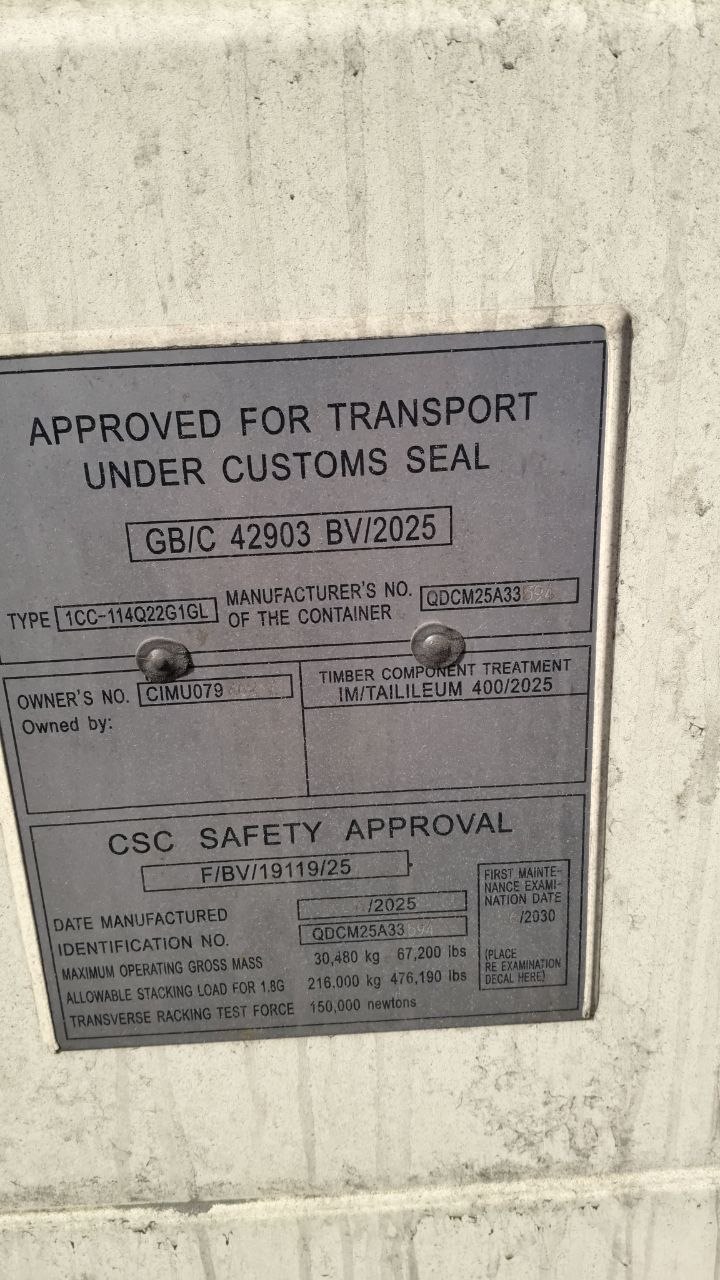 APPROVED FOR TRANSPORT
UNDER CUSTOMS SEAL
GB/C 42903 BV/2025
TYPE 1CC-114Q22G1GL MANUFACTURER'S NO. OF THE CONTAINER QDCM25A33
OWNER'S NO. CIMU079
Owned by:
TIMBER COMPONENT TREATMENT
IM/TAILILEUM 400/2025
CSC SAFETY APPROVAL
F/BV/19119/25
DATE MANUFACTURED /2025
IDENTIFICATION NO. QDCM25A33
MAXIMUM OPERATING GROSS MASS 30,480 kg 67,200 lbs
ALLOWABLE STACKING LOAD FOR 1.8G 216.000 kg 476,190 lbs
TRANSVERSE RACKING TEST FORCE 150,000 newtons
FIRST MAINTE-
NANCE EXAMI-
NATION DATE
/2030
(PLACE
RE EXAMINATION
DECAL HERE)